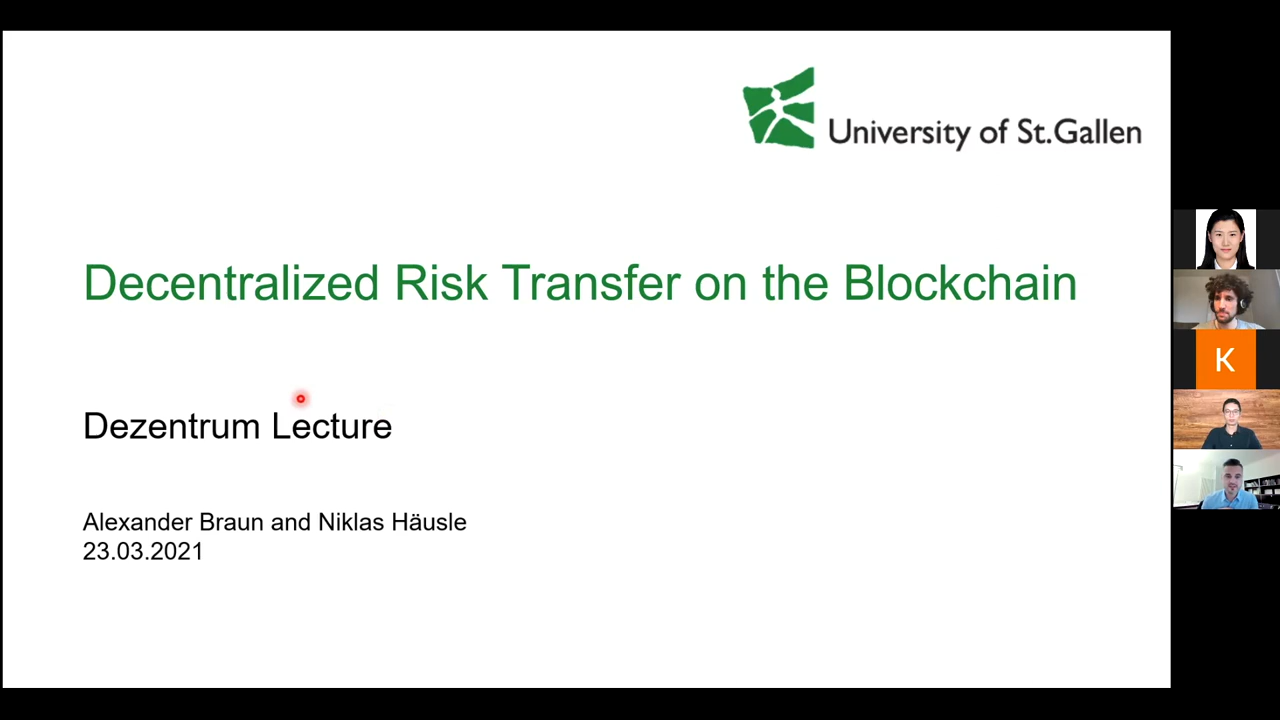 University of St.Gallen
Decentralized Risk Transfer on the Blockchain
Dezentrum Lecture
Alexander Braun and Niklas Häusle
23.03.2021
K